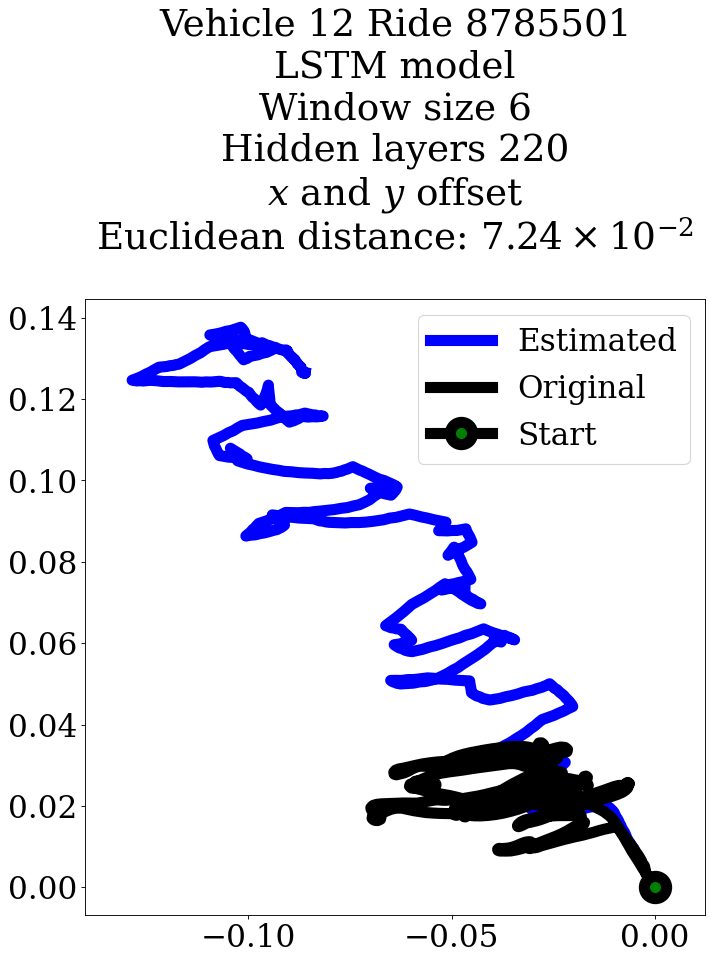 Vehicle 12 Ride 8785501
LSTM model
Window size 6
Hidden layers 220
x and y offset
Euclidean distance: 7.24 × 10⁻²
Estimated
Original
Start
0.14
0.12
0.10
0.08
0.06
0.04
0.02
0.00
−0.10
−0.05
0.00